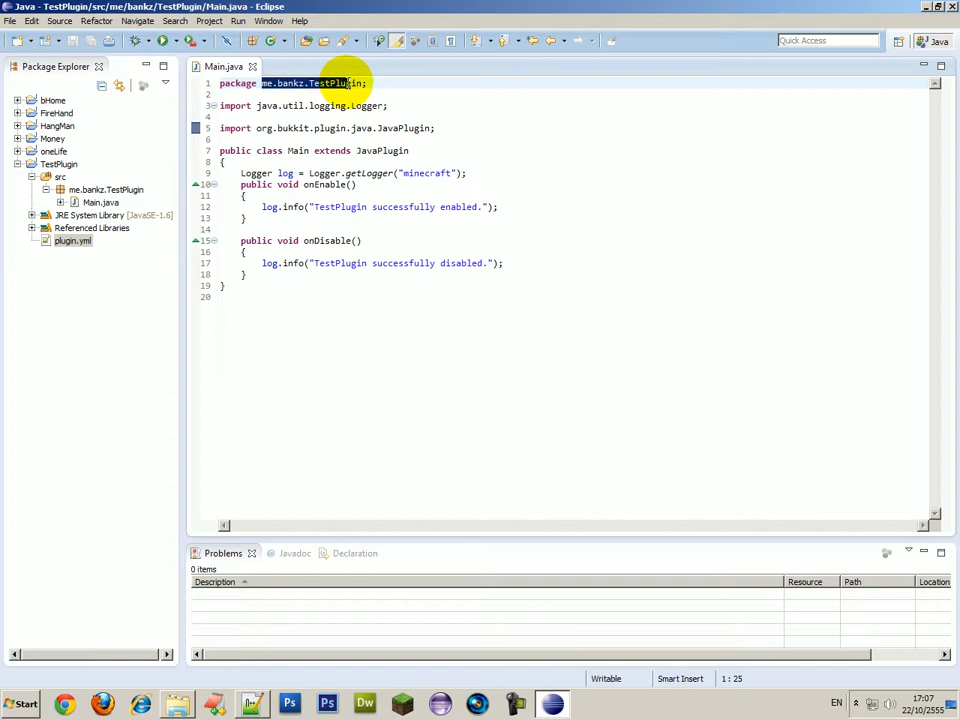 Java - TestPlugin/src/me/bankz/TestPlugin/Main.java - Eclipse
File Edit Source Refactor Navigate Search Project Run Window Help
Quick Access
Java
Package Explorer
Main.java
bHome
FireHand
HangMan
Money
oneLife
TestPlugin
src
me.bankz.TestPlugin
Main.java
JRE System Library [JavaSE-1.6]
Referenced Libraries
plugin.yml
1 package me.bankz.TestPlugin;
2
3 import java.util.logging.Logger;
4
5 import org.bukkit.plugin.java.JavaPlugin;
6
7 public class Main extends JavaPlugin
8 {
9 Logger log = Logger.getLogger("minecraft");
10 public void onEnable()
11 {
12 log.info("TestPlugin successfully enabled.");
13 }
14
15 public void onDisable()
16 {
17 log.info("TestPlugin successfully disabled.");
18 }
19 }
20
Problems Javadoc Declaration
0 items
Description Resource Path Location
Writable Smart Insert 1 : 25
Start
Ps
Ps
Dw
EN
17:07
22/10/2555